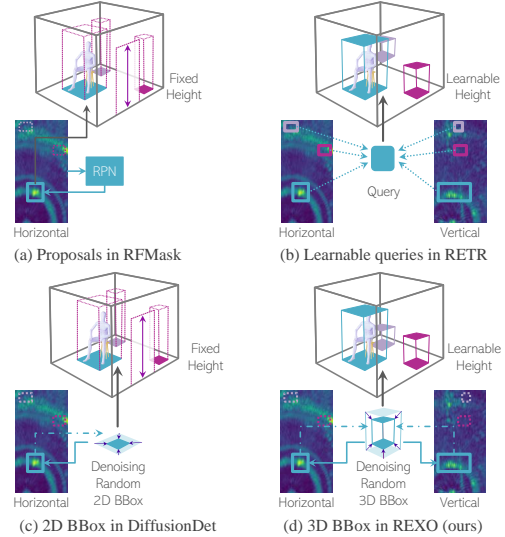 Fixed
Height
RPN
Horizontal
(a) Proposals in RFMask
Learnable
Height
Query
Horizontal
Vertical
(b) Learnable queries in RETR
Fixed
Height
Denoising
Random
2D BBox
Horizontal
(c) 2D BBox in DiffusionDet
Learnable
Height
Denoising
Random
3D BBox
Horizontal
Vertical
(d) 3D BBox in REXO (ours)